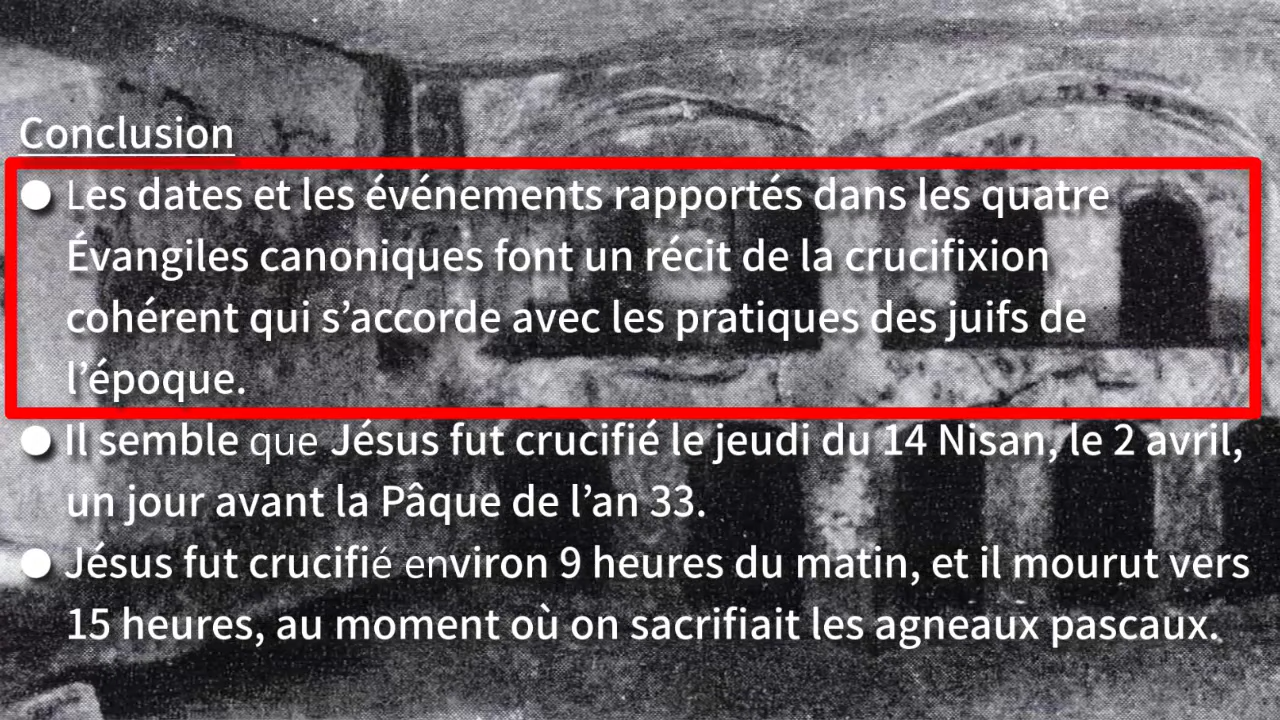 Conclusion
● Les dates et les événements rapportés dans les quatre
Évangiles canoniques font un récit de la crucifixion
cohérent qui s’accorde avec les pratiques des juifs de
l’époque.
● Il semble que Jésus fut crucifié le jeudi du 14 Nisan, le 2 avril,
un jour avant la Pâque de l’an 33.
● Jésus fut crucifié environ 9 heures du matin, et il mourut vers
15 heures, au moment où on sacrifiait les agneaux pascaux.